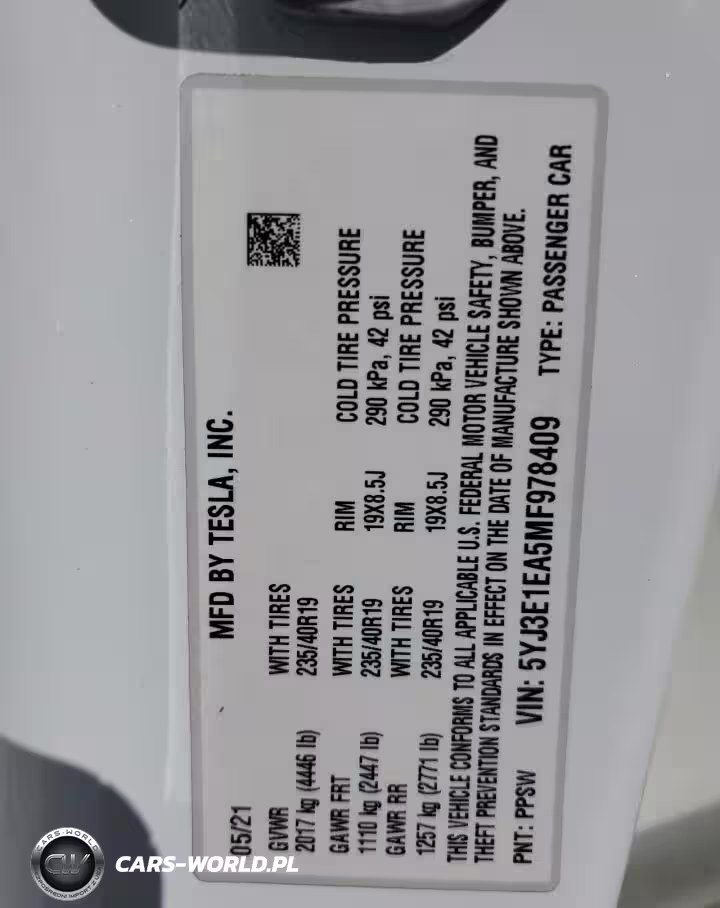 MFD BY TESLA, INC.
05/21
GVWR WITH TIRES
2017 kg (4446 lb) 235/40R19
GAWR FRT WITH TIRES RIM COLD TIRE PRESSURE
1110 kg (2447 lb) 235/40R19 19X8.5J 290 kPa, 42 psi
GAWR RR WITH TIRES RIM COLD TIRE PRESSURE
1257 kg (2771 lb) 235/40R19 19X8.5J 290 kPa, 42 psi
THIS VEHICLE CONFORMS TO ALL APPLICABLE U.S. FEDERAL MOTOR VEHICLE SAFETY, BUMPER, AND
THEFT PREVENTION STANDARDS IN EFFECT ON THE DATE OF MANUFACTURE SHOWN ABOVE.
PNT: PPSW VIN: 5YJ3E1EA5MF978409 TYPE: PASSENGER CAR
CARS-WORLD
CW
CARS-WORLD.PL